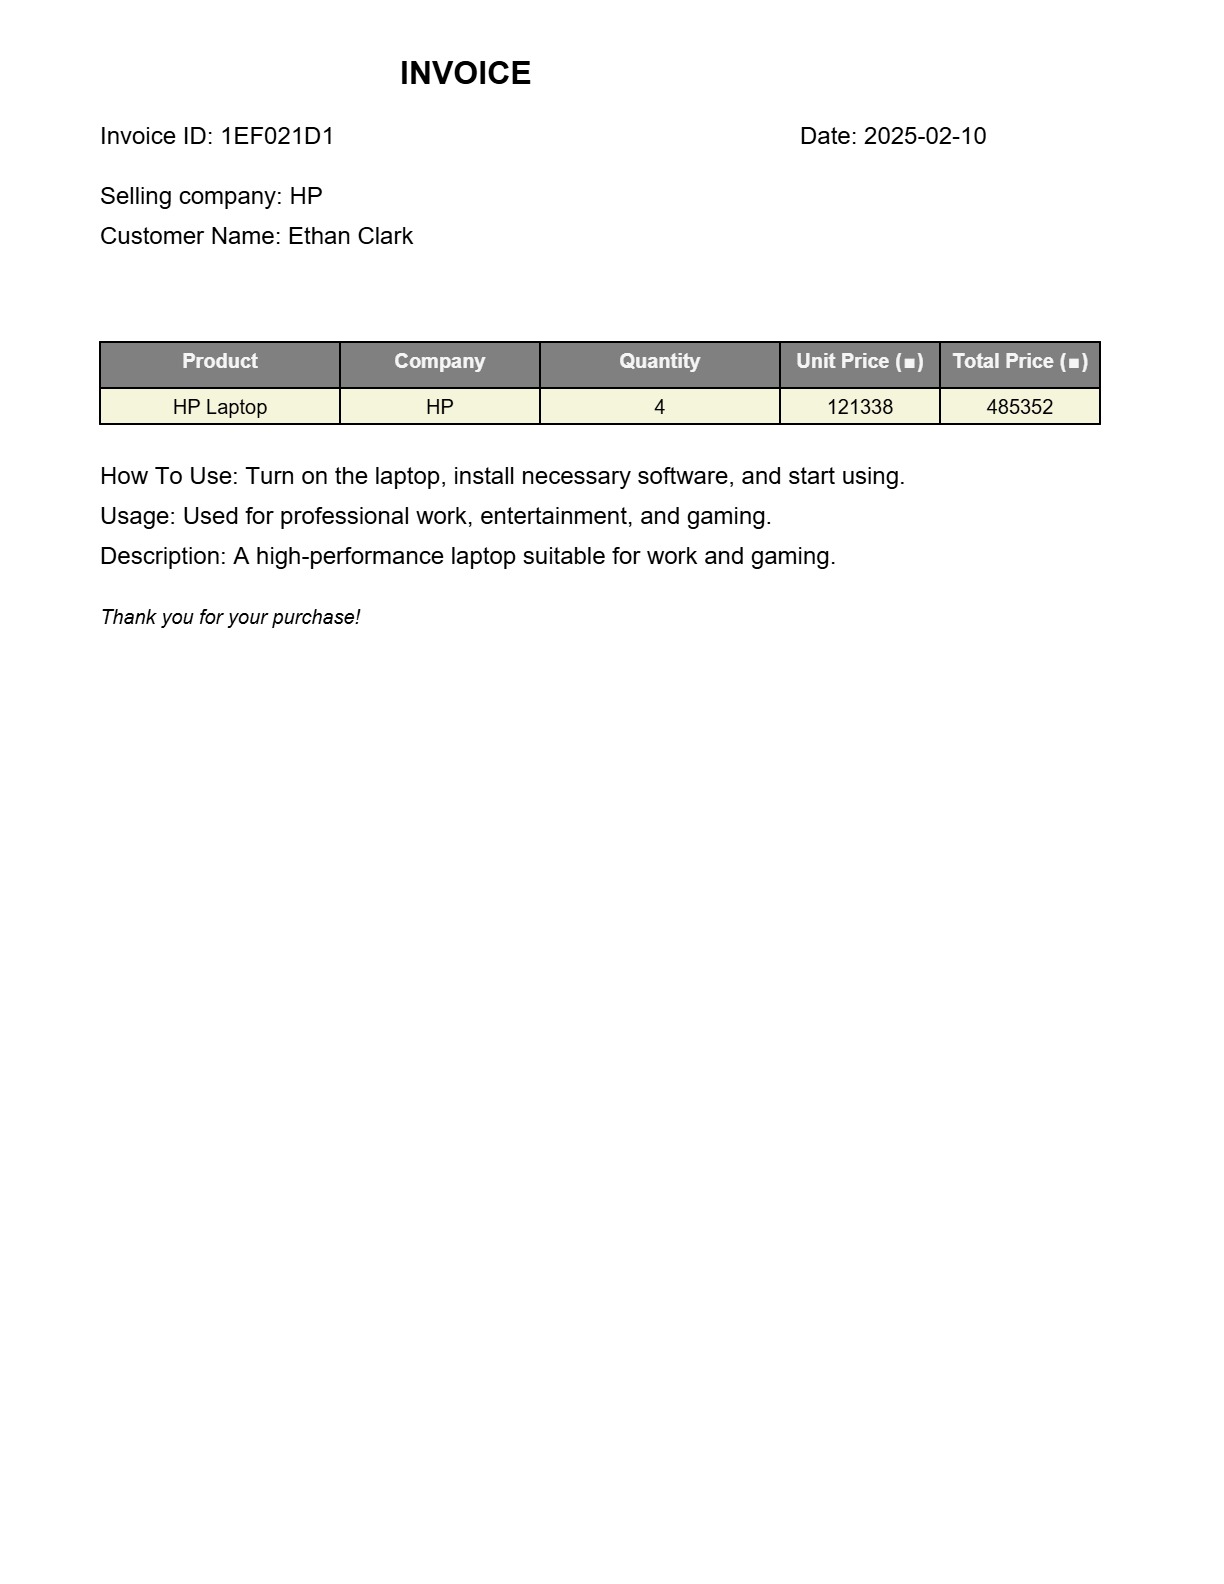 INVOICE
Invoice ID: 1EF021D1 Date: 2025-02-10
Selling company: HP
Customer Name: Ethan Clark
Product Company Quantity Unit Price (■) Total Price (■)
HP Laptop HP 4 121338 485352
How To Use: Turn on the laptop, install necessary software, and start using.
Usage: Used for professional work, entertainment, and gaming.
Description: A high-performance laptop suitable for work and gaming.
Thank you for your purchase!